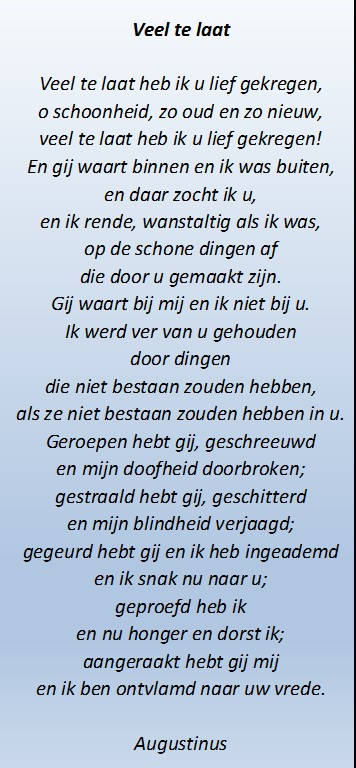 Veel te laat
Veel te laat heb ik u lief gekregen,
o schoonheid, zo oud en zo nieuw,
veel te laat heb ik u lief gekregen!
En gij waart binnen en ik was buiten,
en daar zocht ik u,
en ik rende, wanstaltig als ik was,
op de schone dingen af
die door u gemaakt zijn.
Gij waart bij mij en ik niet bij u.
Ik werd ver van u gehouden
door dingen
die niet bestaan zouden hebben,
als ze niet bestaan zouden hebben in u.
Geroepen hebt gij, geschreeuwd
en mijn doofheid doorbroken;
gestraald hebt gij, geschitterd
en mijn blindheid verjaagd;
gegeurd hebt gij en ik heb ingeademd
en ik snak nu naar u;
geproefd heb ik
en nu honger en dorst ik;
aangeraakt hebt gij mij
en ik ben ontvlamd naar uw vrede.
Augustinus